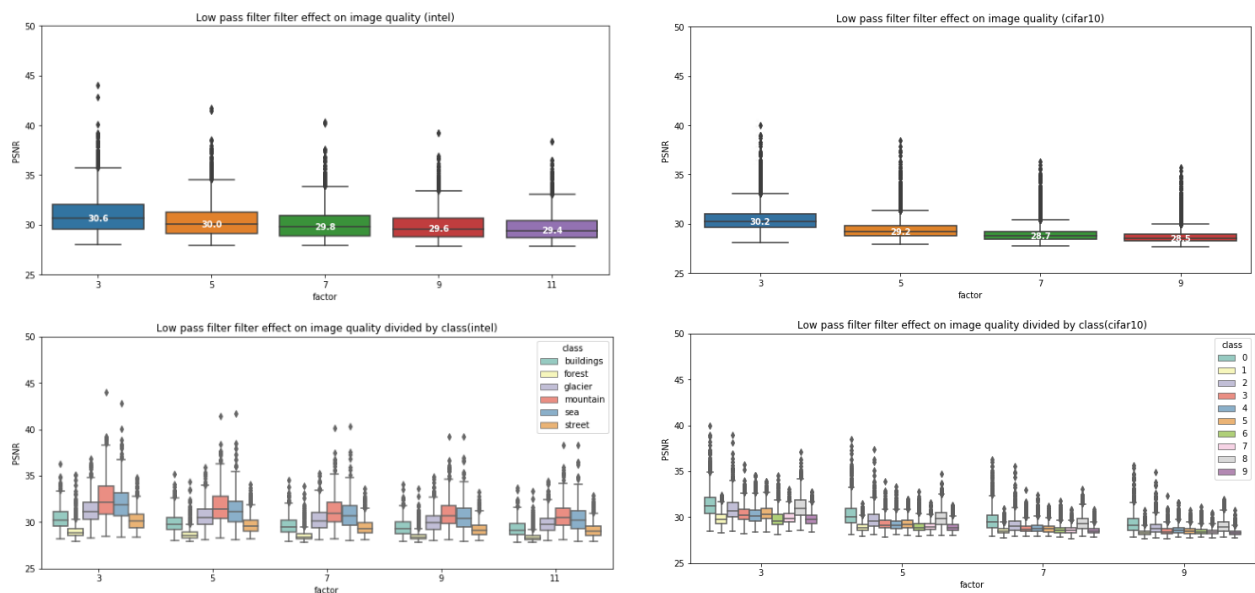 Low pass filter filter effect on image quality (intel)
50
45
40
35
30
25
PSNR
30.6
30.0
29.8
29.6
29.4
3 5 7 9 11
factor
Low pass filter filter effect on image quality (cifar10)
50
45
40
35
30
25
PSNR
30.2
29.2
28.7
28.5
3 5 7 9
factor
Low pass filter filter effect on image quality divided by class(intel)
50
45
40
35
30
25
PSNR
class
buildings
forest
glacier
mountain
sea
street
3 5 7 9 11
factor
Low pass filter filter effect on image quality divided by class(cifar10)
50
45
40
35
30
25
PSNR
class
0
1
2
3
4
5
6
7
8
9
3 5 7 9
factor